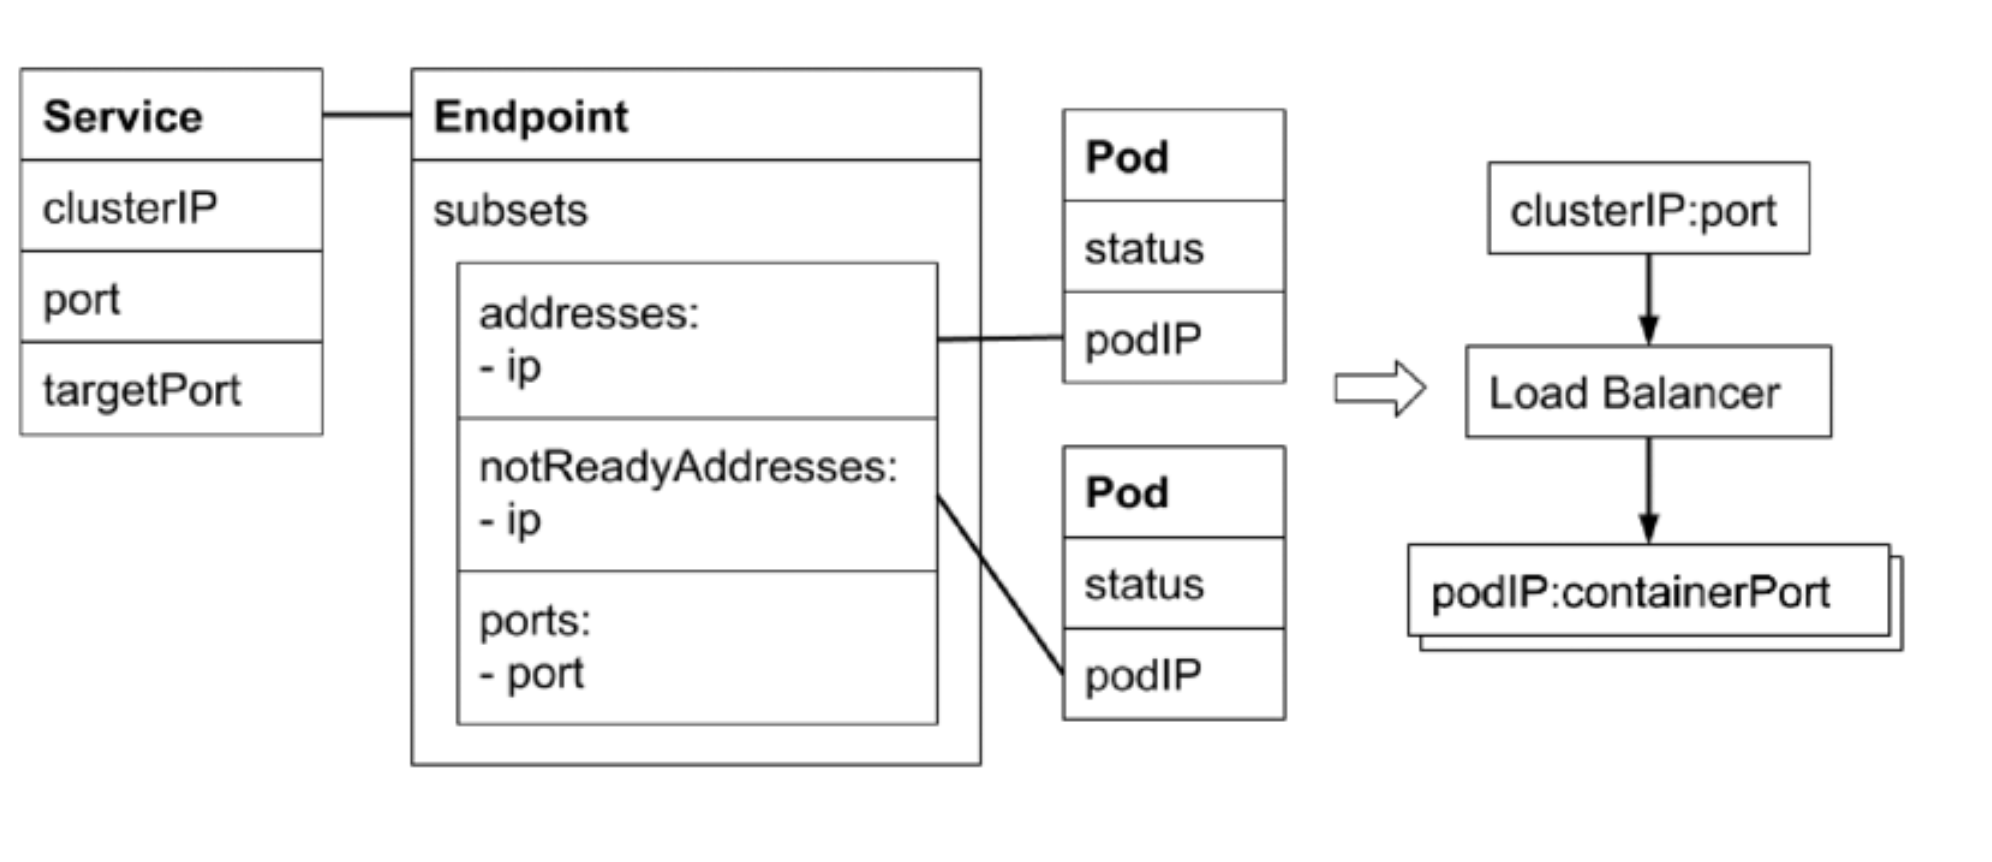 Service
clusterIP
port
targetPort
Endpoint
subsets
addresses:
- ip
notReadyAddresses:
- ip
ports:
- port
Pod
status
podIP
Pod
status
podIP
clusterIP:port
Load Balancer
podIP:containerPort